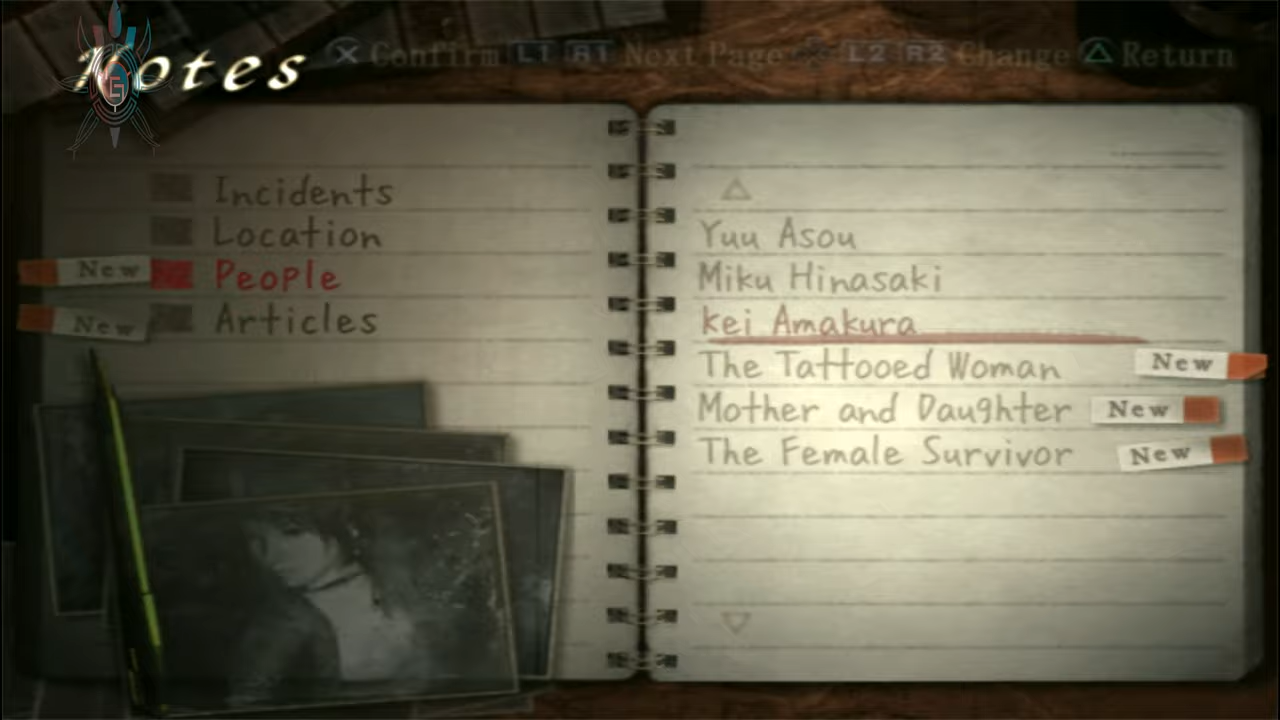 Notes
Confirm L1 R1 Next Page L2 R2 Change Return
Incidents
Location
New People
New Articles
Yuu Asou
Miku Hinasaki
Kei Amakura
The Tattooed Woman New
Mother and Daughter New
The Female Survivor New